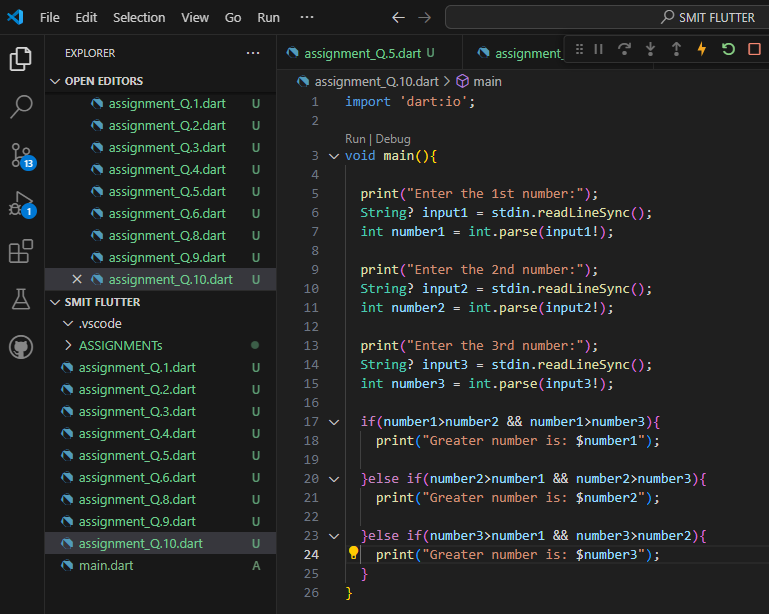 File Edit Selection View Go Run ··· SMIT FLUTTER
EXPLORER ···
OPEN EDITORS
assignment_Q.1.dart U
assignment_Q.2.dart U
assignment_Q.3.dart U
assignment_Q.4.dart U
assignment_Q.5.dart U
assignment_Q.6.dart U
assignment_Q.8.dart U
assignment_Q.9.dart U
assignment_Q.10.dart U
SMIT FLUTTER
.vscode
ASSIGNMENTs
assignment_Q.1.dart U
assignment_Q.2.dart U
assignment_Q.3.dart U
assignment_Q.4.dart U
assignment_Q.5.dart U
assignment_Q.6.dart U
assignment_Q.8.dart U
assignment_Q.9.dart U
assignment_Q.10.dart U
main.dart A
13
1
assignment_Q.5.dart U assignment_
assignment_Q.10.dart > main
1 import 'dart:io';
2
Run | Debug
3 void main(){
4
5 print("Enter the 1st number:");
6 String? input1 = stdin.readLineSync();
7 int number1 = int.parse(input1!);
8
9 print("Enter the 2nd number:");
10 String? input2 = stdin.readLineSync();
11 int number2 = int.parse(input2!);
12
13 print("Enter the 3rd number:");
14 String? input3 = stdin.readLineSync();
15 int number3 = int.parse(input3!);
16
17 if(number1>number2 && number1>number3){
18 print("Greater number is: $number1");
19
20 }else if(number2>number1 && number2>number3){
21 print("Greater number is: $number2");
22
23 }else if(number3>number1 && number3>number2){
24 print("Greater number is: $number3");
25 }
26 }